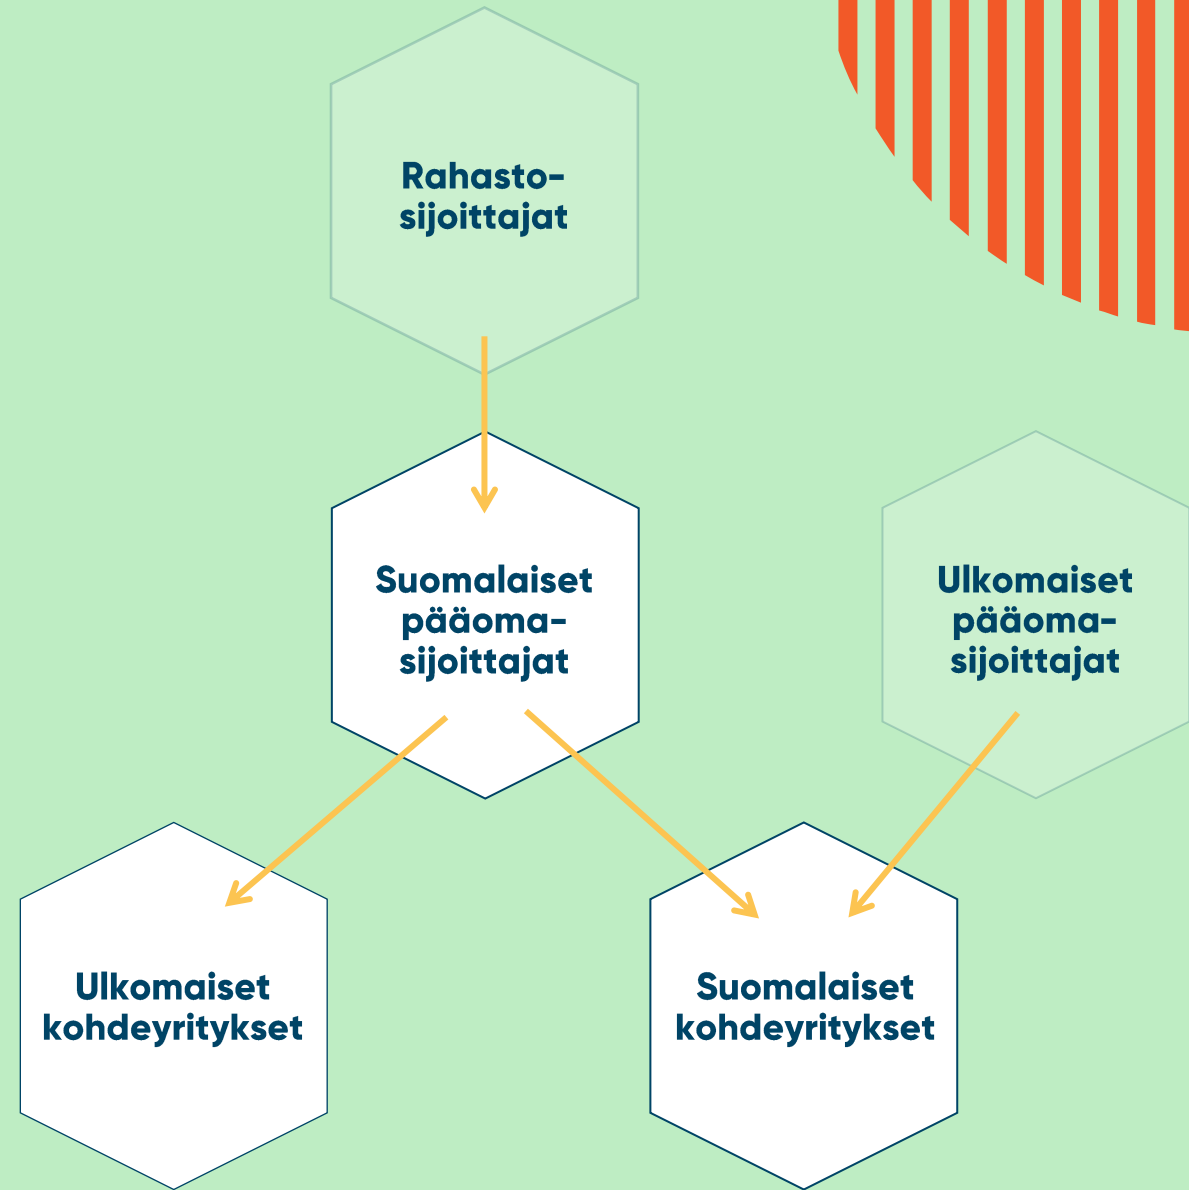 Rahasto-
sijoittajat
Suomalaiset
pääoma-
sijoittajat
Ulkomaiset
pääoma-
sijoittajat
Ulkomaiset
kohdeyritykset
Suomalaiset
kohdeyritykset